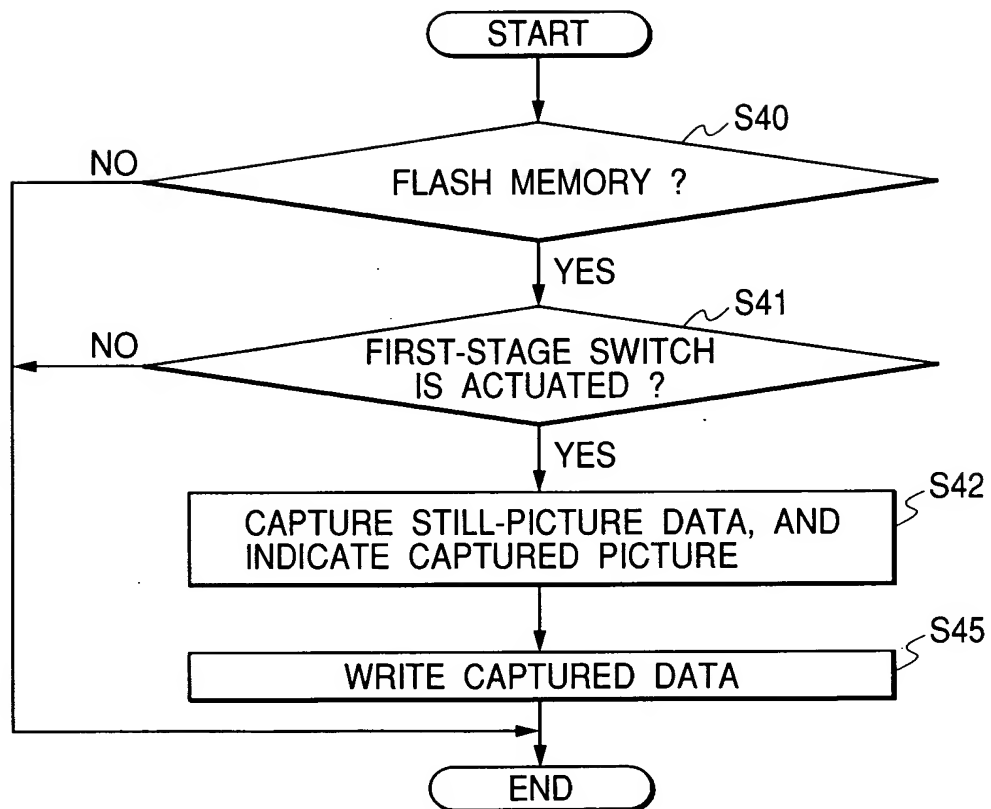 START
S40
NO
FLASH MEMORY ?
YES
S41
NO
FIRST-STAGE SWITCH
IS ACTUATED ?
YES
S42
CAPTURE STILL-PICTURE DATA, AND
INDICATE CAPTURED PICTURE
S45
WRITE CAPTURED DATA
END